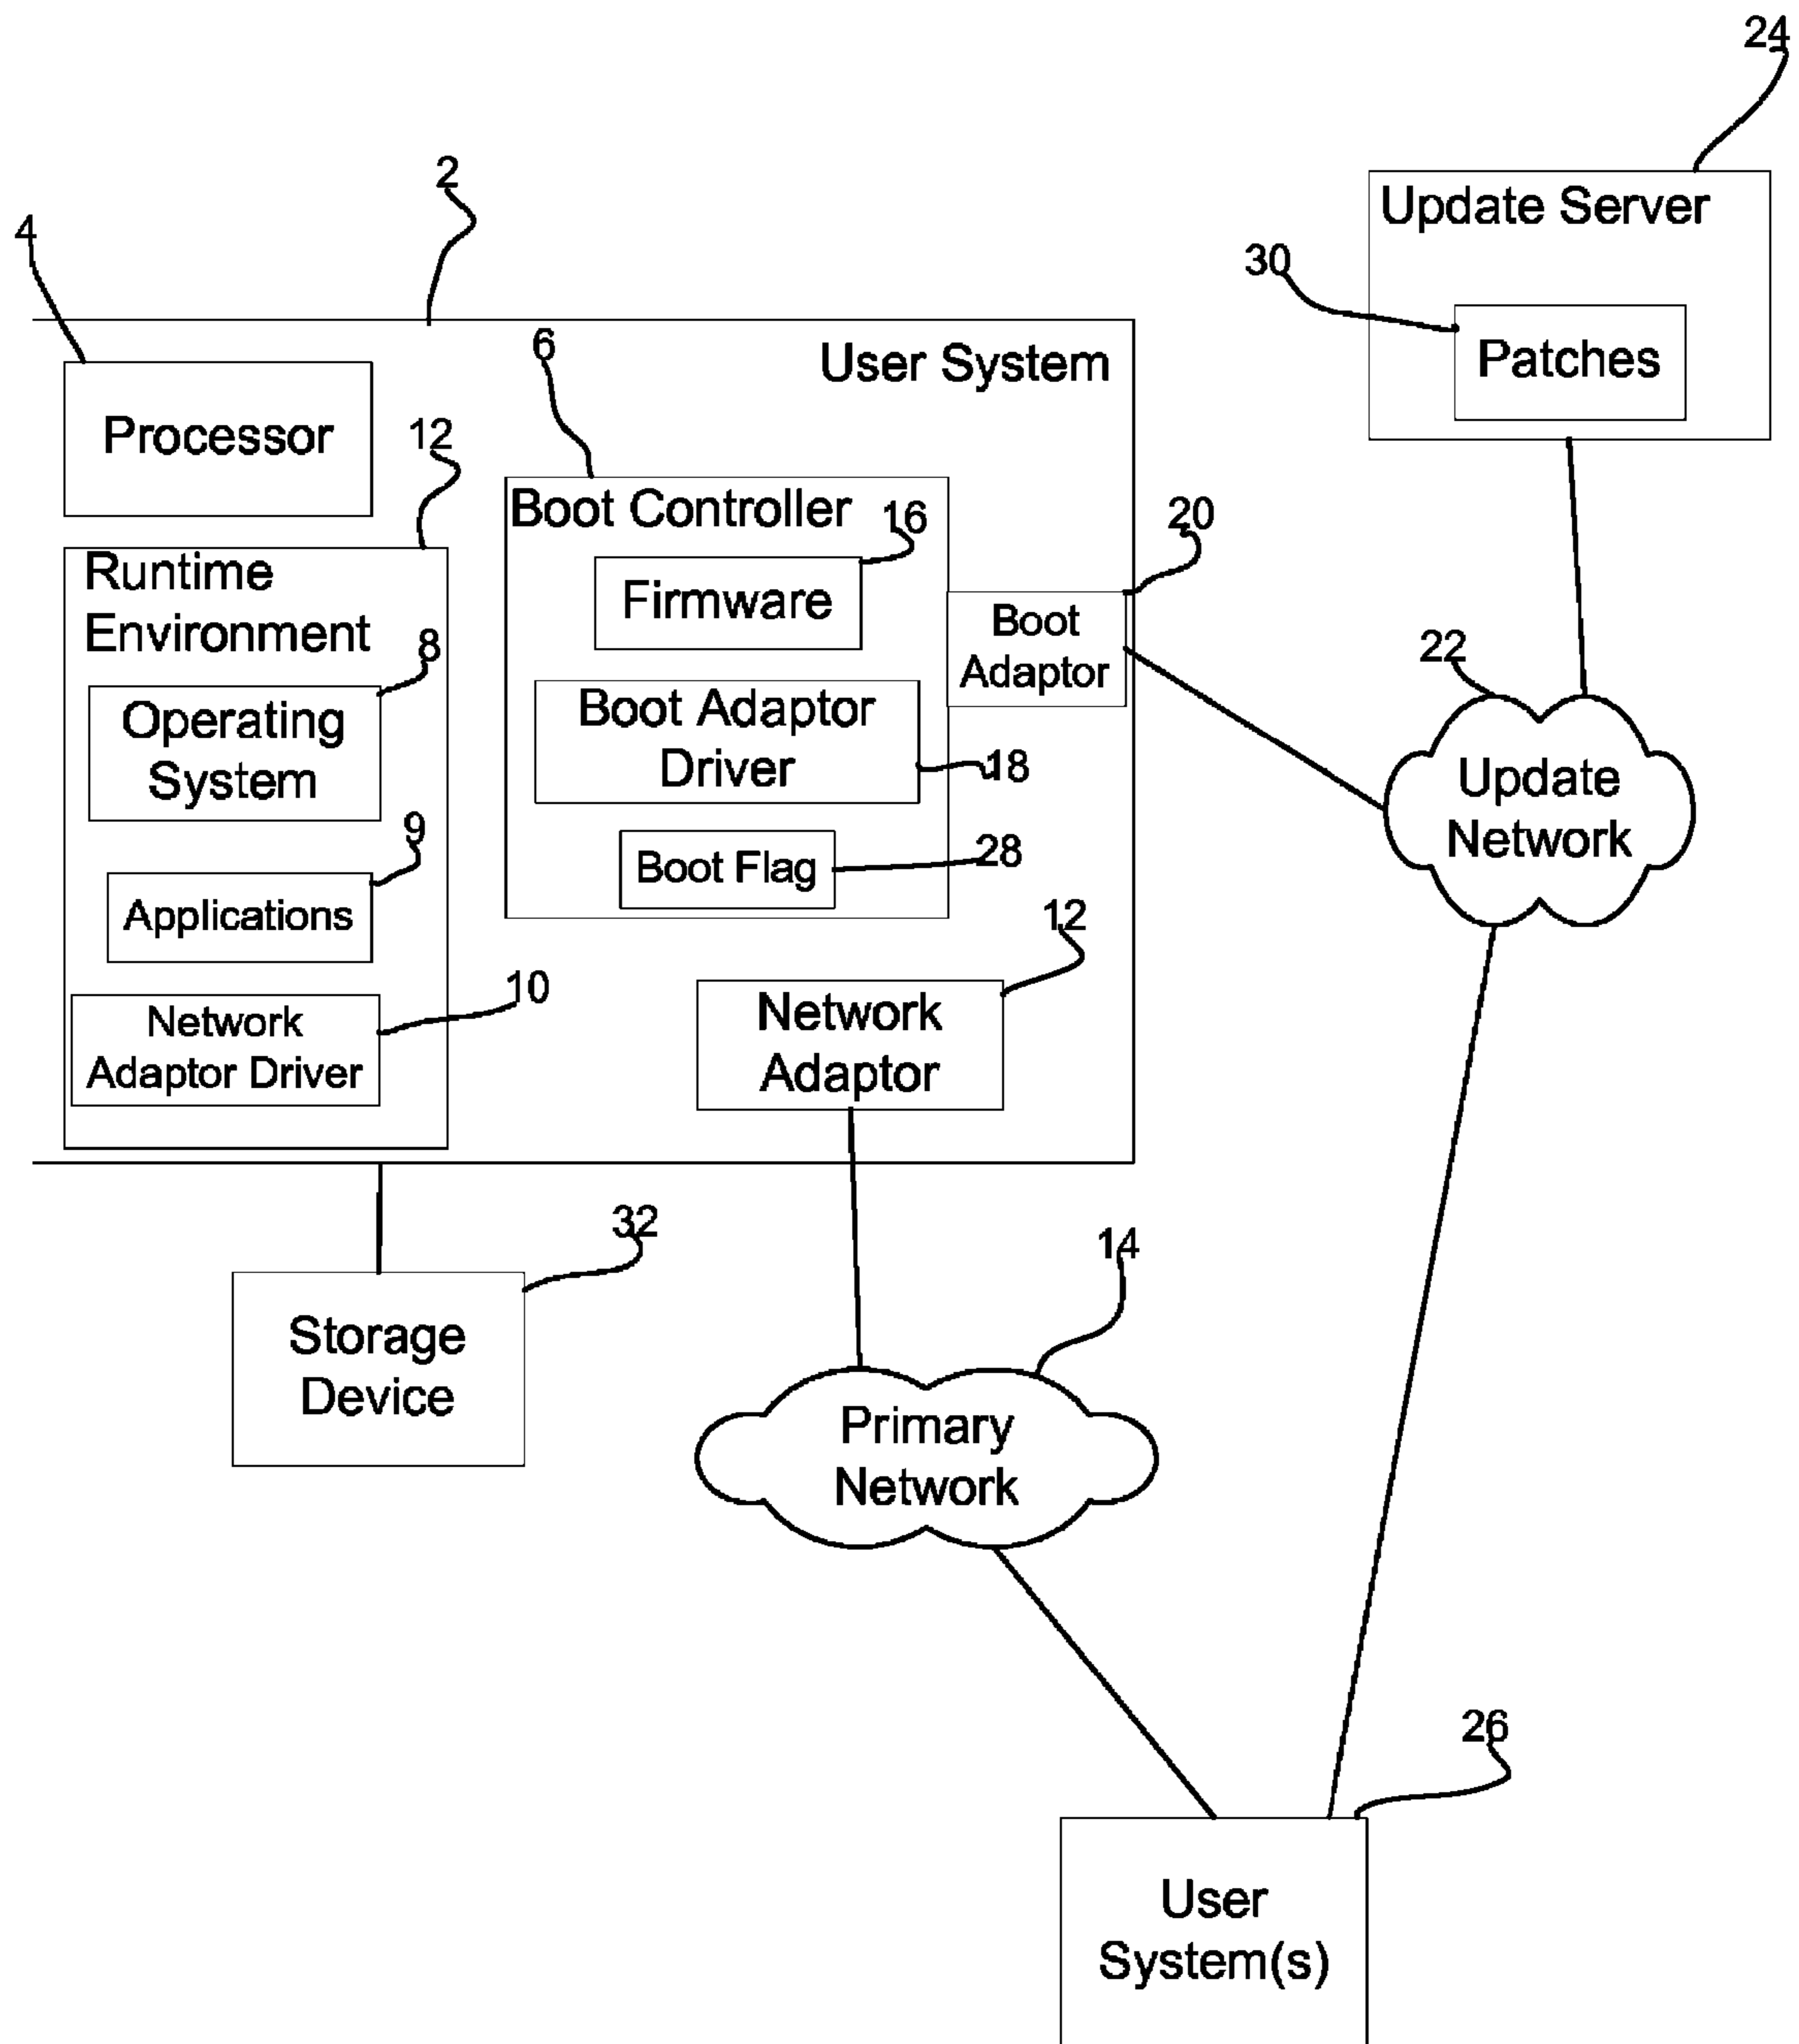 24
2
Update Server
4
30
Patches
6
User System
Processor
12
Boot Controller
16
20
Runtime
Environment
Firmware
Boot
Adaptor
8
22
Operating
System
Boot Adaptor
Driver
18
Update
Network
9
Boot Flag
28
Applications
12
10
Network
Adaptor Driver
Network
Adaptor
32
14
Storage
Device
Primary
Network
26
User
System(s)